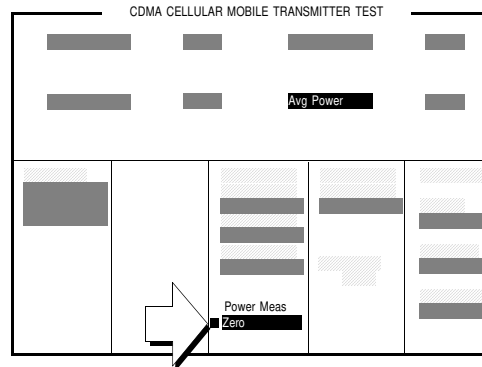 CDMA CELLULAR MOBILE TRANSMITTER TEST
Avg Power
Power Meas
Zero